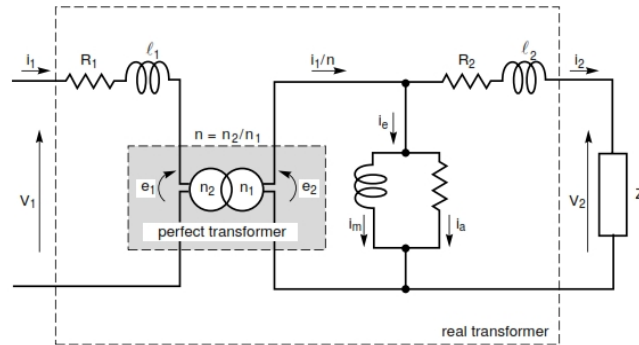 i1
R1
ℓ1
i1/n
R2
ℓ2
i2
n = n2/n1
ie
e1
n2
n1
e2
V1
V2
Z
perfect transformer
im
ia
real transformer